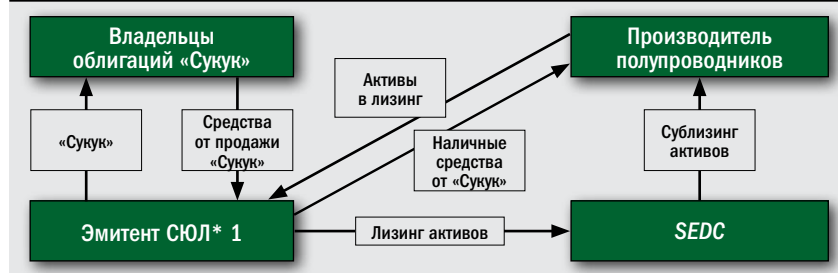 Владельцы
облигаций «Сукук»
Производитель
полупроводников
Активы
в лизинг
«Сукук»
Средства
от продажи
«Сукук»
Наличные
средства
от «Сукук»
Сублизинг
активов
Эмитент СЮЛ* 1
Лизинг активов
SEDC